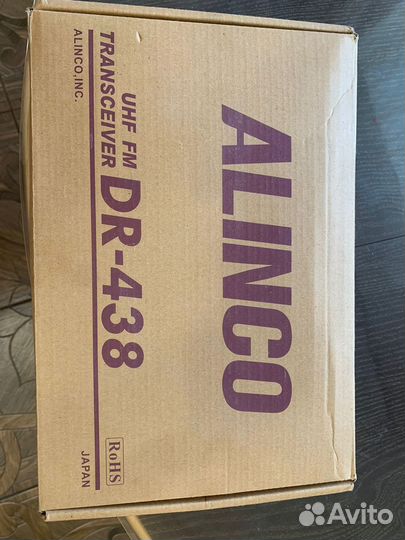 ALINCO
UHF FM
TRANSCEIVER DR-438
ALINCO, INC.
RoHS
JAPAN
Avito